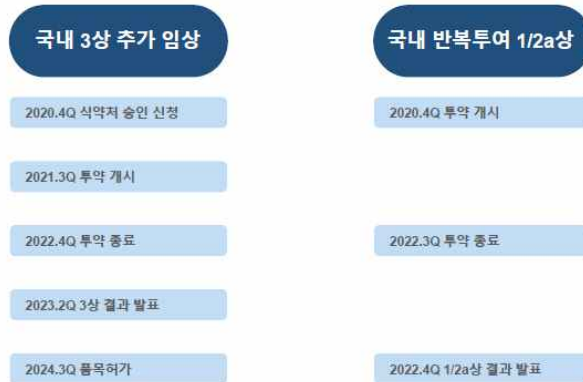 국내 3상 추가 임상
2020.4Q 식약처 승인 신청
2021.3Q 투약 개시
2022.4Q 투약 종료
2023.2Q 3상 결과 발표
2024.3Q 품목허가
국내 반복투여 1/2a상
2020.4Q 투약 개시
2022.3Q 투약 종료
2022.4Q 1/2a상 결과 발표